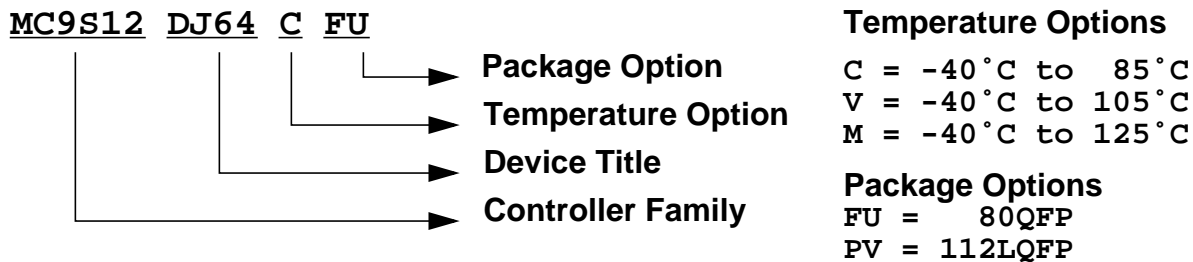 MC9S12 DJ64 C FU
Package Option
Temperature Option
Device Title
Controller Family
Temperature Options
C = -40˚C to 85˚C
V = -40˚C to 105˚C
M = -40˚C to 125˚C
Package Options
FU = 80QFP
PV = 112LQFP